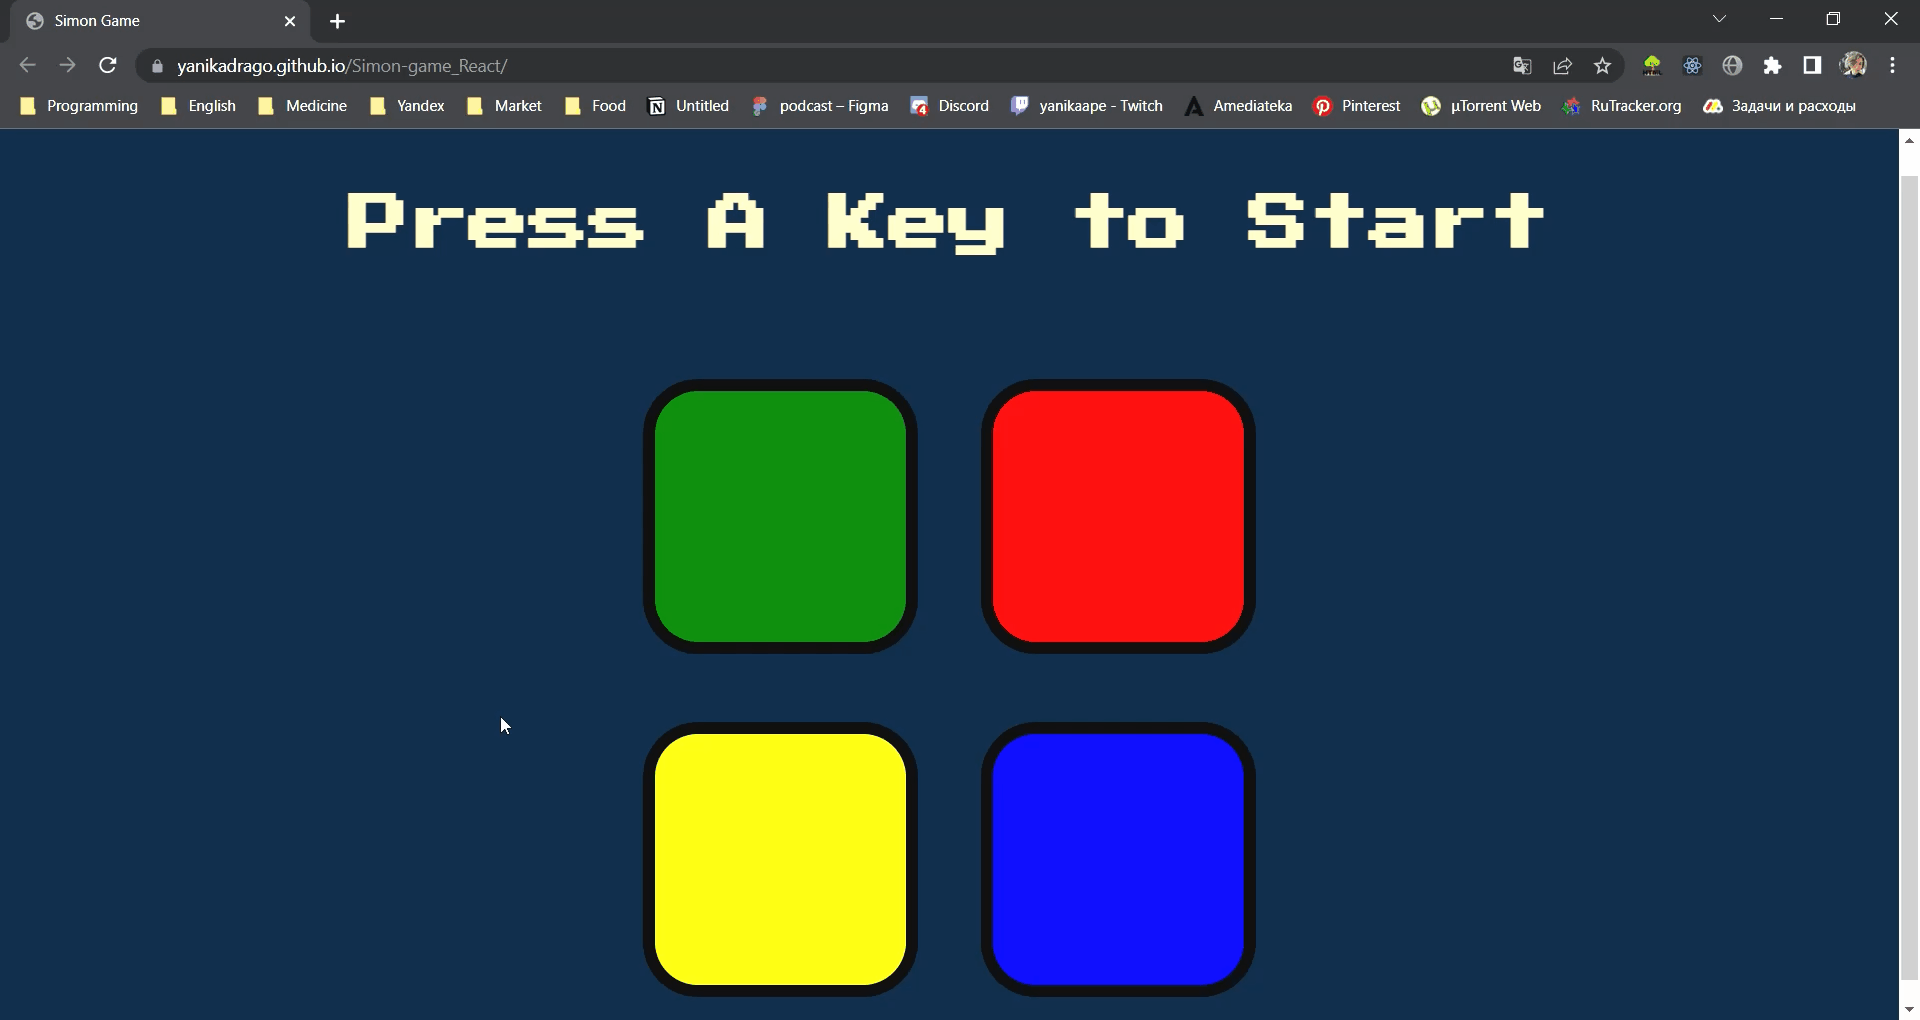 Simon Game
yanikadrago.github.io/Simon-game_React/
Programming English Medicine Yandex Market Food Untitled podcast – Figma Discord yanikaape - Twitch Amediateka Pinterest µTorrent Web RuTracker.org Задачи и расходы
Press A Key to Start